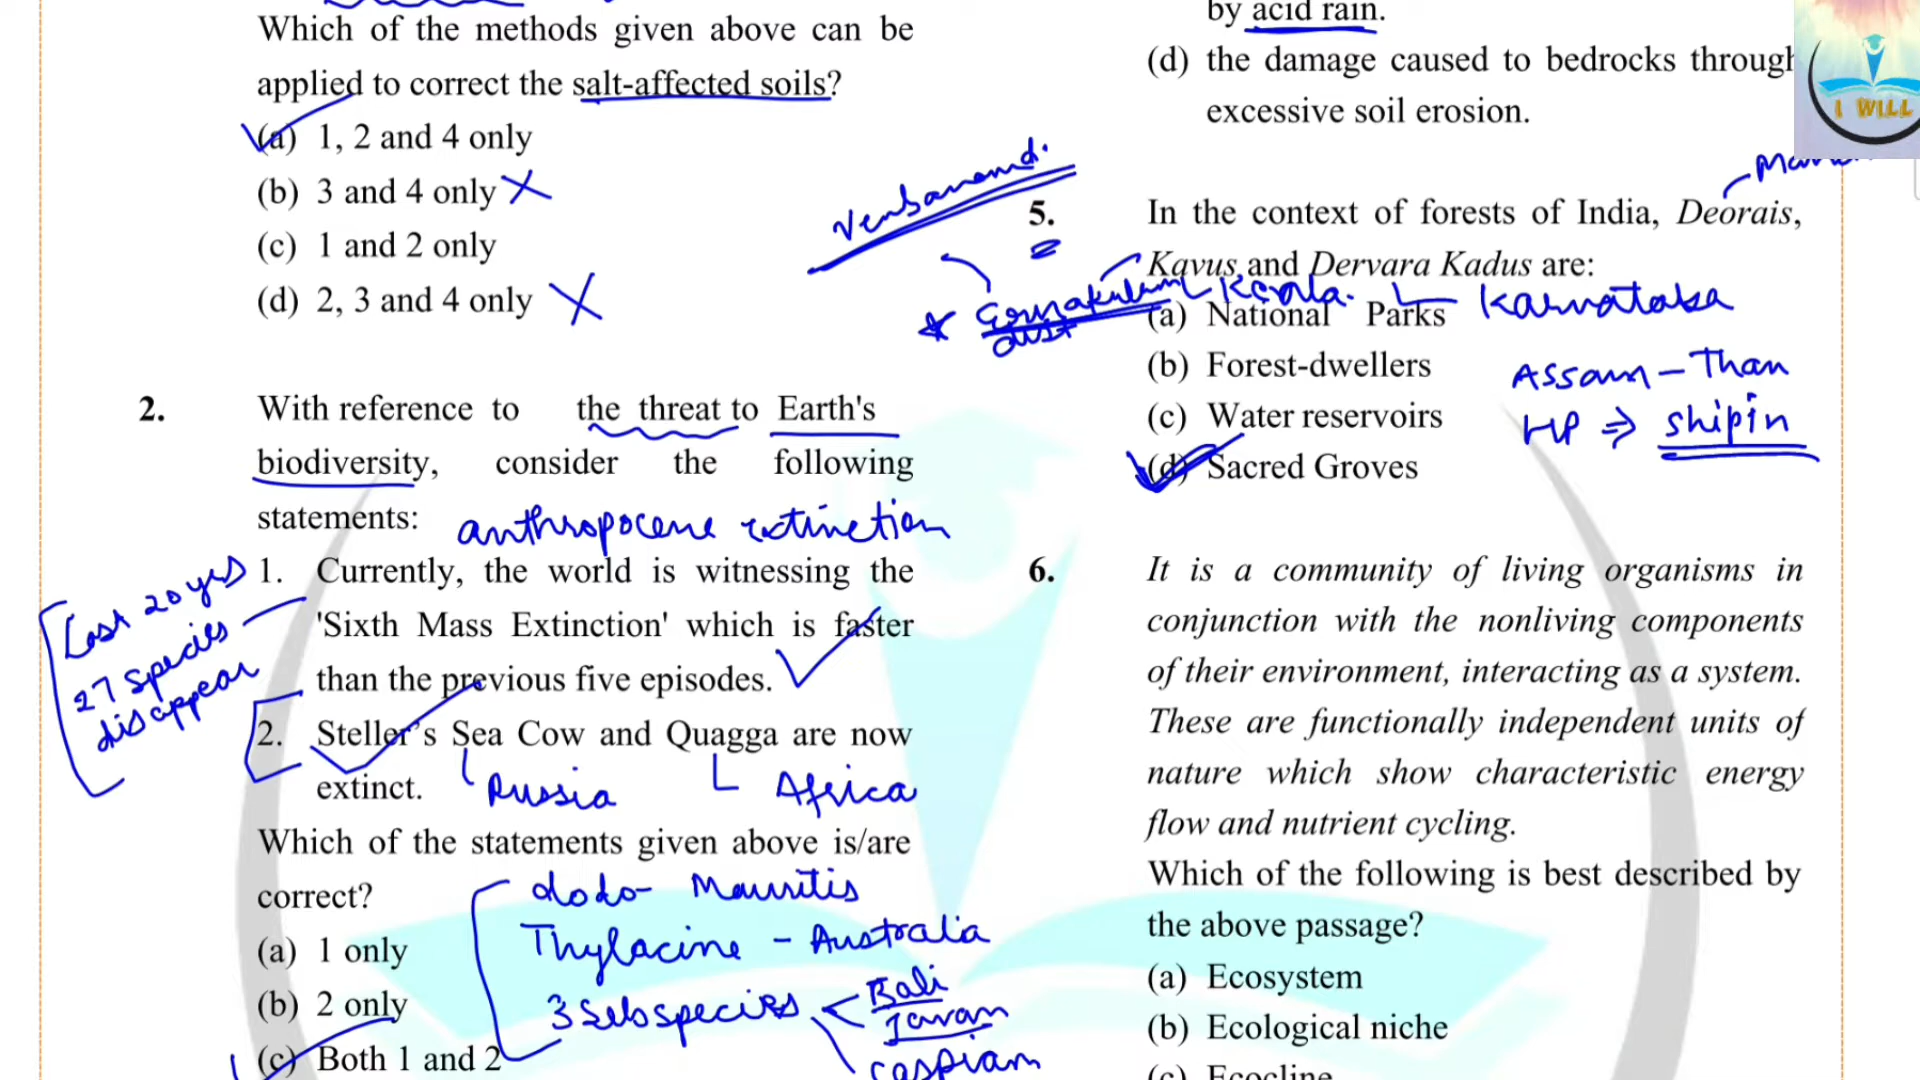 Which of the methods given above can be
applied to correct the salt-affected soils?
(a) 1, 2 and 4 only
(b) 3 and 4 only
(c) 1 and 2 only
(d) 2, 3 and 4 only
2. With reference to the threat to Earth's
biodiversity, consider the following
statements:
anthropocene extinction
Last 20 yrs
27 species
disappear
1. Currently, the world is witnessing the
'Sixth Mass Extinction' which is faster
than the previous five episodes.
2. Steller's Sea Cow and Quagga are now
extinct.
Russia
Africa
Which of the statements given above is/are
correct?
dodo- Mauritis
Thylacine - Australia
3 Subspecies
Bali
Javan
caspian
(a) 1 only
(b) 2 only
(c) Both 1 and 2
by acid rain.
(d) the damage caused to bedrocks through
excessive soil erosion.
I WILL
5. In the context of forests of India, Deorais,
Kavus and Dervara Kadus are:
Kerala.
Karnataka
(a) National Parks
(b) Forest-dwellers
(c) Water reservoirs
(d) Sacred Groves
Assam - Than
HP ⇒ shipin
6. It is a community of living organisms in
conjunction with the nonliving components
of their environment, interacting as a system.
These are functionally independent units of
nature which show characteristic energy
flow and nutrient cycling.
Which of the following is best described by
the above passage?
(a) Ecosystem
(b) Ecological niche
(c) Ecocline